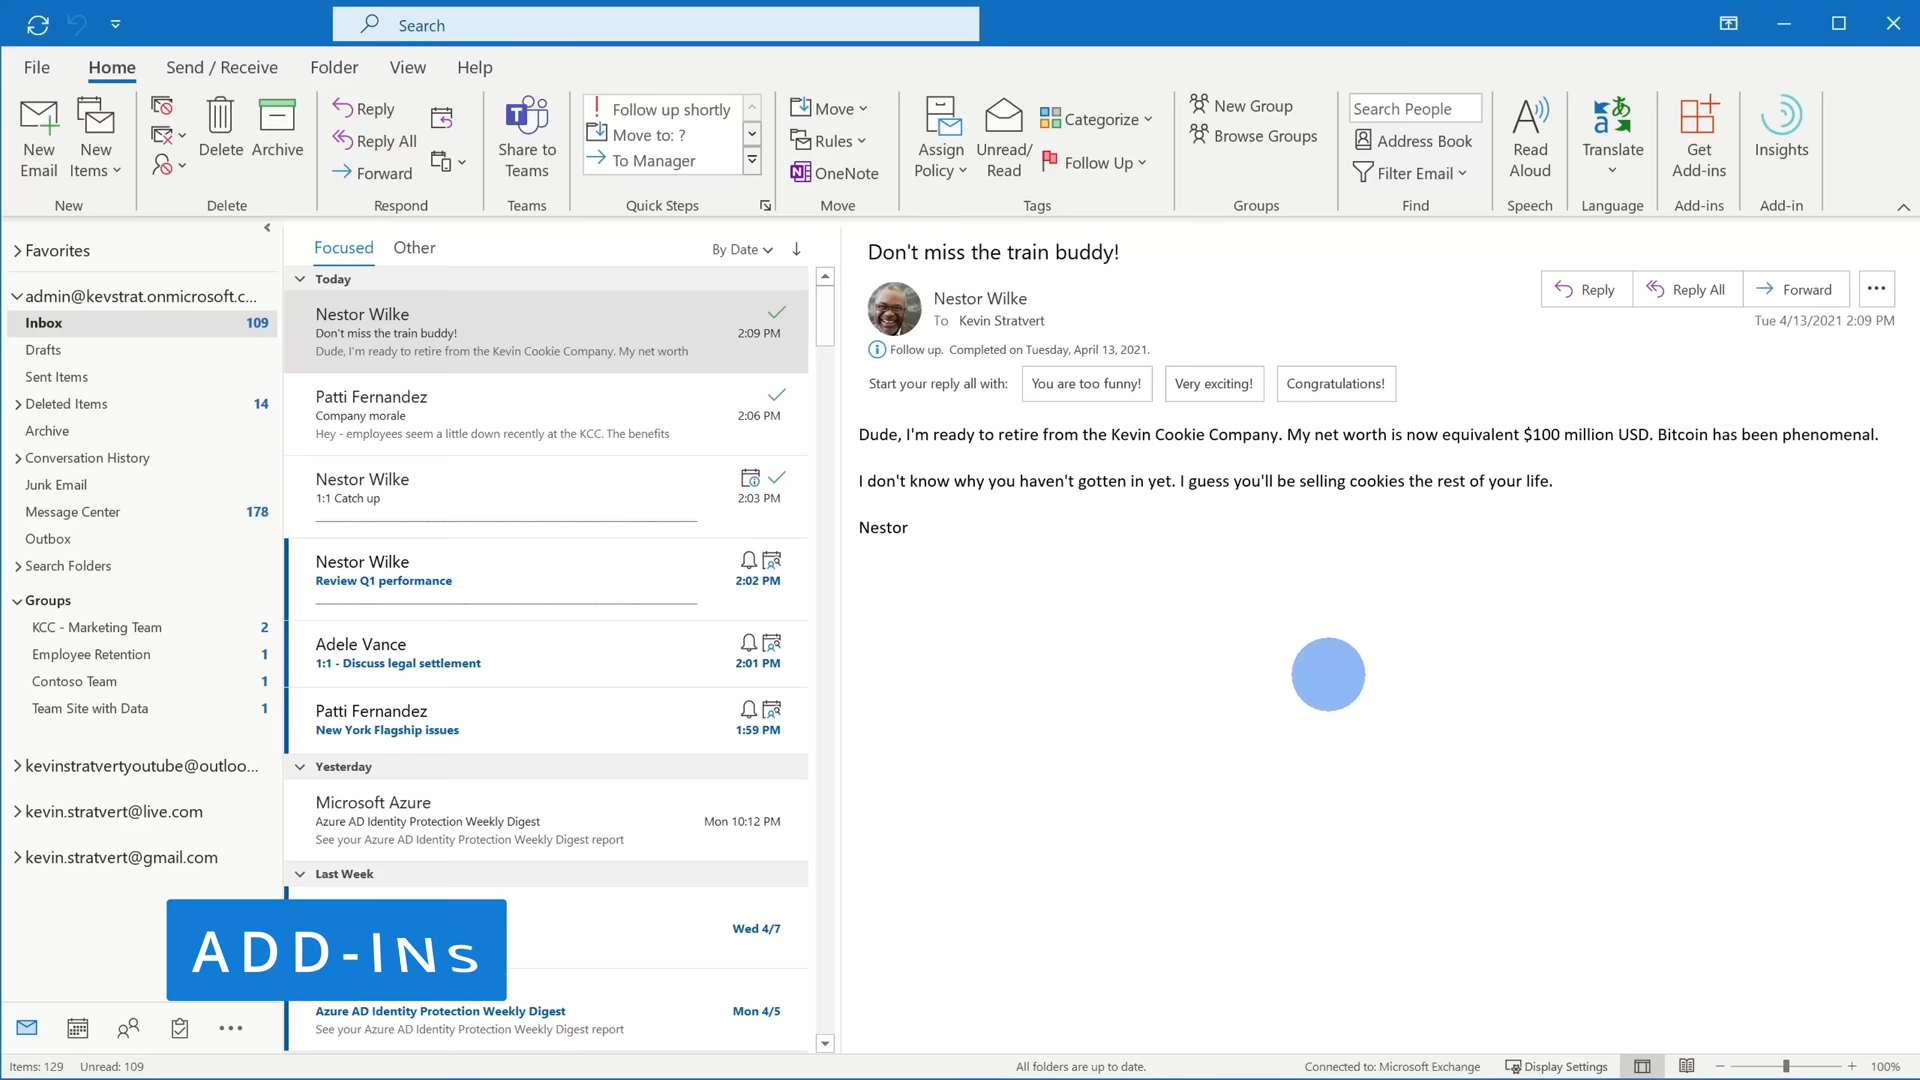 Search
File Home Send / Receive Folder View Help
New Email
New Items
New
Delete
Archive
Delete
Reply
Reply All
Forward
Respond
Share to Teams
Teams
Follow up shortly
Move to: ?
To Manager
Quick Steps
Move
Rules
OneNote
Move
Assign Policy
Unread/ Read
Categorize
Follow Up
Tags
New Group
Browse Groups
Groups
Search People
Address Book
Filter Email
Find
Read Aloud
Speech
Translate
Language
Get Add-ins
Add-ins
Insights
Add-in
Favorites
admin@kevstrat.onmicrosoft.c...
Inbox 109
Drafts
Sent Items
Deleted Items 14
Archive
Conversation History
Junk Email
Message Center 178
Outbox
Search Folders
Groups
KCC - Marketing Team 2
Employee Retention 1
Contoso Team 1
Team Site with Data 1
kevinstratvertyoutube@outloo...
kevin.stratvert@live.com
kevin.stratvert@gmail.com
Focused Other By Date
Today
Nestor Wilke
Don't miss the train buddy! 2:09 PM
Dude, I'm ready to retire from the Kevin Cookie Company. My net worth
Patti Fernandez
Company morale 2:06 PM
Hey - employees seem a little down recently at the KCC. The benefits
Nestor Wilke
1:1 Catch up 2:03 PM
Nestor Wilke
Review Q1 performance 2:02 PM
Adele Vance
1:1 - Discuss legal settlement 2:01 PM
Patti Fernandez
New York Flagship issues 1:59 PM
Yesterday
Microsoft Azure
Azure AD Identity Protection Weekly Digest Mon 10:12 PM
See your Azure AD Identity Protection Weekly Digest report
Last Week
Wed 4/7
Azure AD Identity Protection Weekly Digest Mon 4/5
See your Azure AD Identity Protection Weekly Digest report
ADD-INs
Don't miss the train buddy!
Nestor Wilke
To Kevin Stratvert
Reply Reply All Forward
Tue 4/13/2021 2:09 PM
Follow up. Completed on Tuesday, April 13, 2021.
Start your reply all with: You are too funny! Very exciting! Congratulations!
Dude, I'm ready to retire from the Kevin Cookie Company. My net worth is now equivalent $100 million USD. Bitcoin has been phenomenal.
I don't know why you haven't gotten in yet. I guess you'll be selling cookies the rest of your life.
Nestor
Items: 129 Unread: 109 All folders are up to date. Connected to: Microsoft Exchange Display Settings 100%